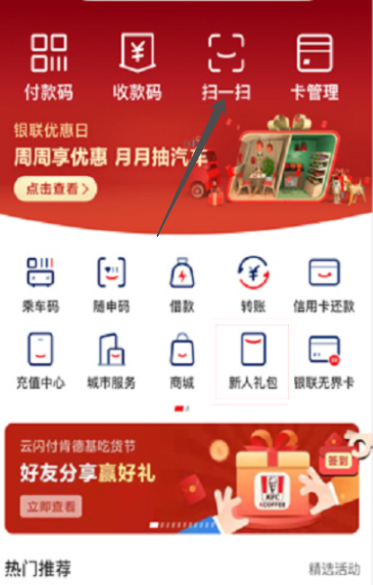 付款码 收款码 扫一扫 卡管理
银联优惠日
周周享优惠 月月抽汽车
点击查看>
乘车码 随申码 借款 转账 信用卡还款
充值中心 城市服务 商城 新人礼包 银联无界卡
云闪付肯德基吃货节
好友分享赢好礼
立即查看
KFC
KCOFFEE
签到
热门推荐 精选活动